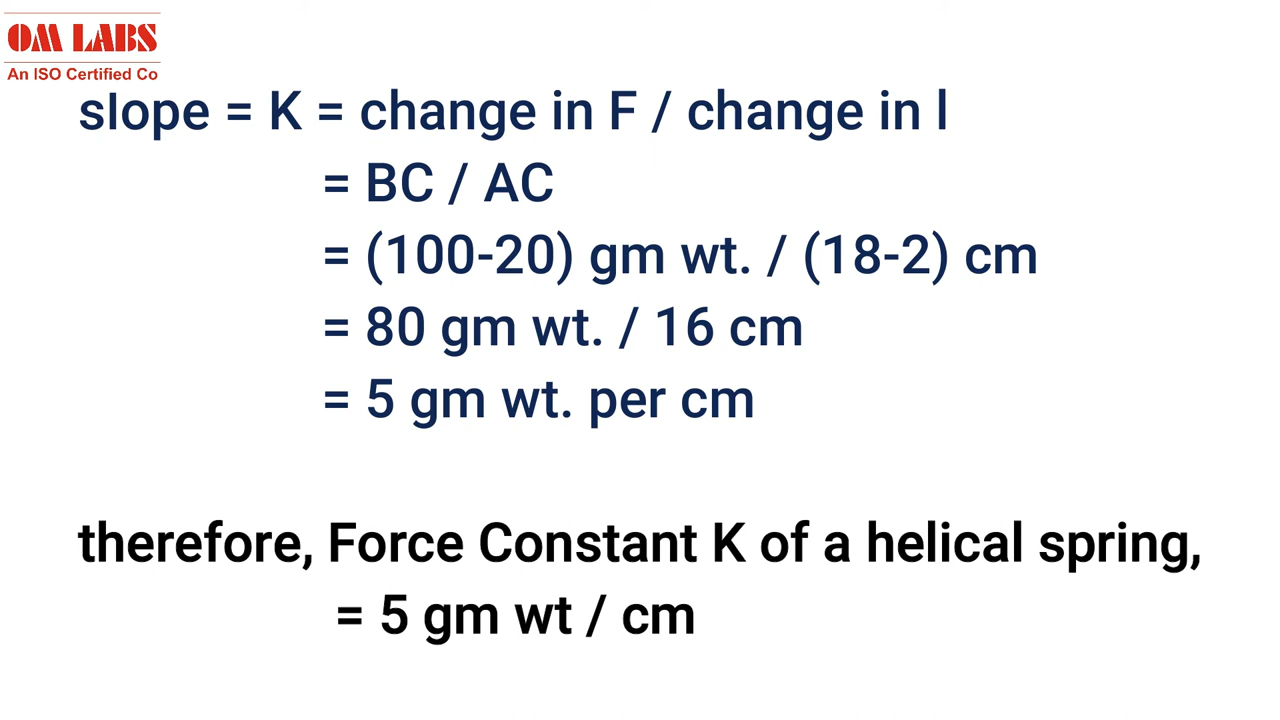 OM LABS
An ISO Certified Co
slope = K = change in F / change in l
= BC / AC
= (100-20) gm wt. / (18-2) cm
= 80 gm wt. / 16 cm
= 5 gm wt. per cm
therefore, Force Constant K of a helical spring,
= 5 gm wt / cm